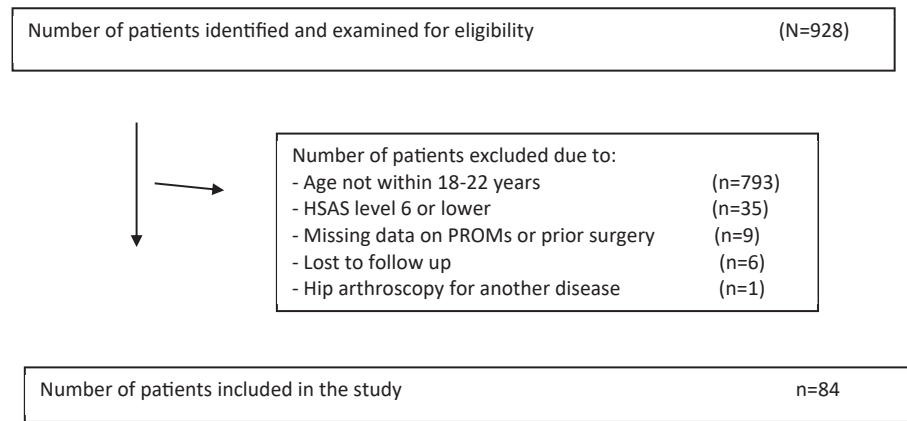 Number of patients identified and examined for eligibility (N=928)
Number of patients excluded due to:
- Age not within 18-22 years (n=793)
- HSAS level 6 or lower (n=35)
- Missing data on PROMs or prior surgery (n=9)
- Lost to follow up (n=6)
- Hip arthroscopy for another disease (n=1)
Number of patients included in the study n=84